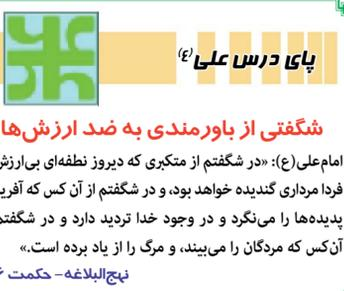 پای درس علی(ع)
شگفتی از باورمندی به ضد ارزش‌ها
امام‌علی(ع): «در شگفتم از متکبری که دیروز نطفه‌ای بی‌ارزش
فردا مرداری گندیده خواهد بود، و در شگفتم از آن کس که آفرید
پدیده‌ها را می‌نگرد و در وجود خدا تردید دارد و در شگفتم
آن‌کس که مردگان را می‌بیند، و مرگ را از یاد برده است.»
نهج‌البلاغه - حکمت